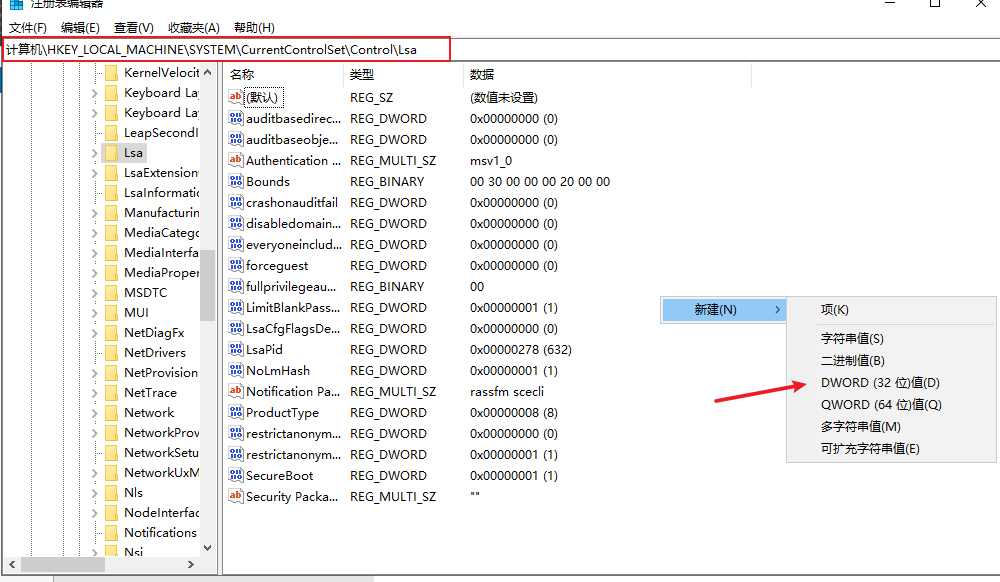 注册表编辑器
文件(F) 编辑(E) 查看(V) 收藏夹(A) 帮助(H)
计算机\HKEY_LOCAL_MACHINE\SYSTEM\CurrentControlSet\Control\Lsa
KernelVelocit
Keyboard La
Keyboard La
LeapSecondI
Lsa
LsaExtension
LsaInformatic
Manufacturin
MediaCatego
MediaInterfa
MediaProper
MSDTC
MUI
NetDiagFx
NetDrivers
NetProvision
NetTrace
Network
NetworkProv
NetworkSetu
NetworkUxM
Nls
NodeInterfac
Notifications
Nsi
名称 类型 数据
(默认) REG_SZ (数值未设置)
auditbasedirec... REG_DWORD 0x00000000 (0)
auditbaseobje... REG_DWORD 0x00000000 (0)
Authentication ... REG_MULTI_SZ msv1_0
Bounds REG_BINARY 00 30 00 00 00 20 00 00
crashonauditfail REG_DWORD 0x00000000 (0)
disabledomain... REG_DWORD 0x00000000 (0)
everyoneinclud... REG_DWORD 0x00000000 (0)
forceguest REG_DWORD 0x00000000 (0)
fullprivilegeau... REG_BINARY 00
LimitBlankPass... REG_DWORD 0x00000001 (1)
LsaCfgFlagsDe... REG_DWORD 0x00000000 (0)
LsaPid REG_DWORD 0x00000278 (632)
NoLmHash REG_DWORD 0x00000001 (1)
Notification Pa... REG_MULTI_SZ rassfm scecli
ProductType REG_DWORD 0x00000008 (8)
restrictanonym... REG_DWORD 0x00000000 (0)
restrictanonym... REG_DWORD 0x00000001 (1)
SecureBoot REG_DWORD 0x00000001 (1)
Security Packa... REG_MULTI_SZ ""
新建(N)
项(K)
字符串值(S)
二进制值(B)
DWORD (32 位)值(D)
QWORD (64 位)值(Q)
多字符串值(M)
可扩充字符串值(E)